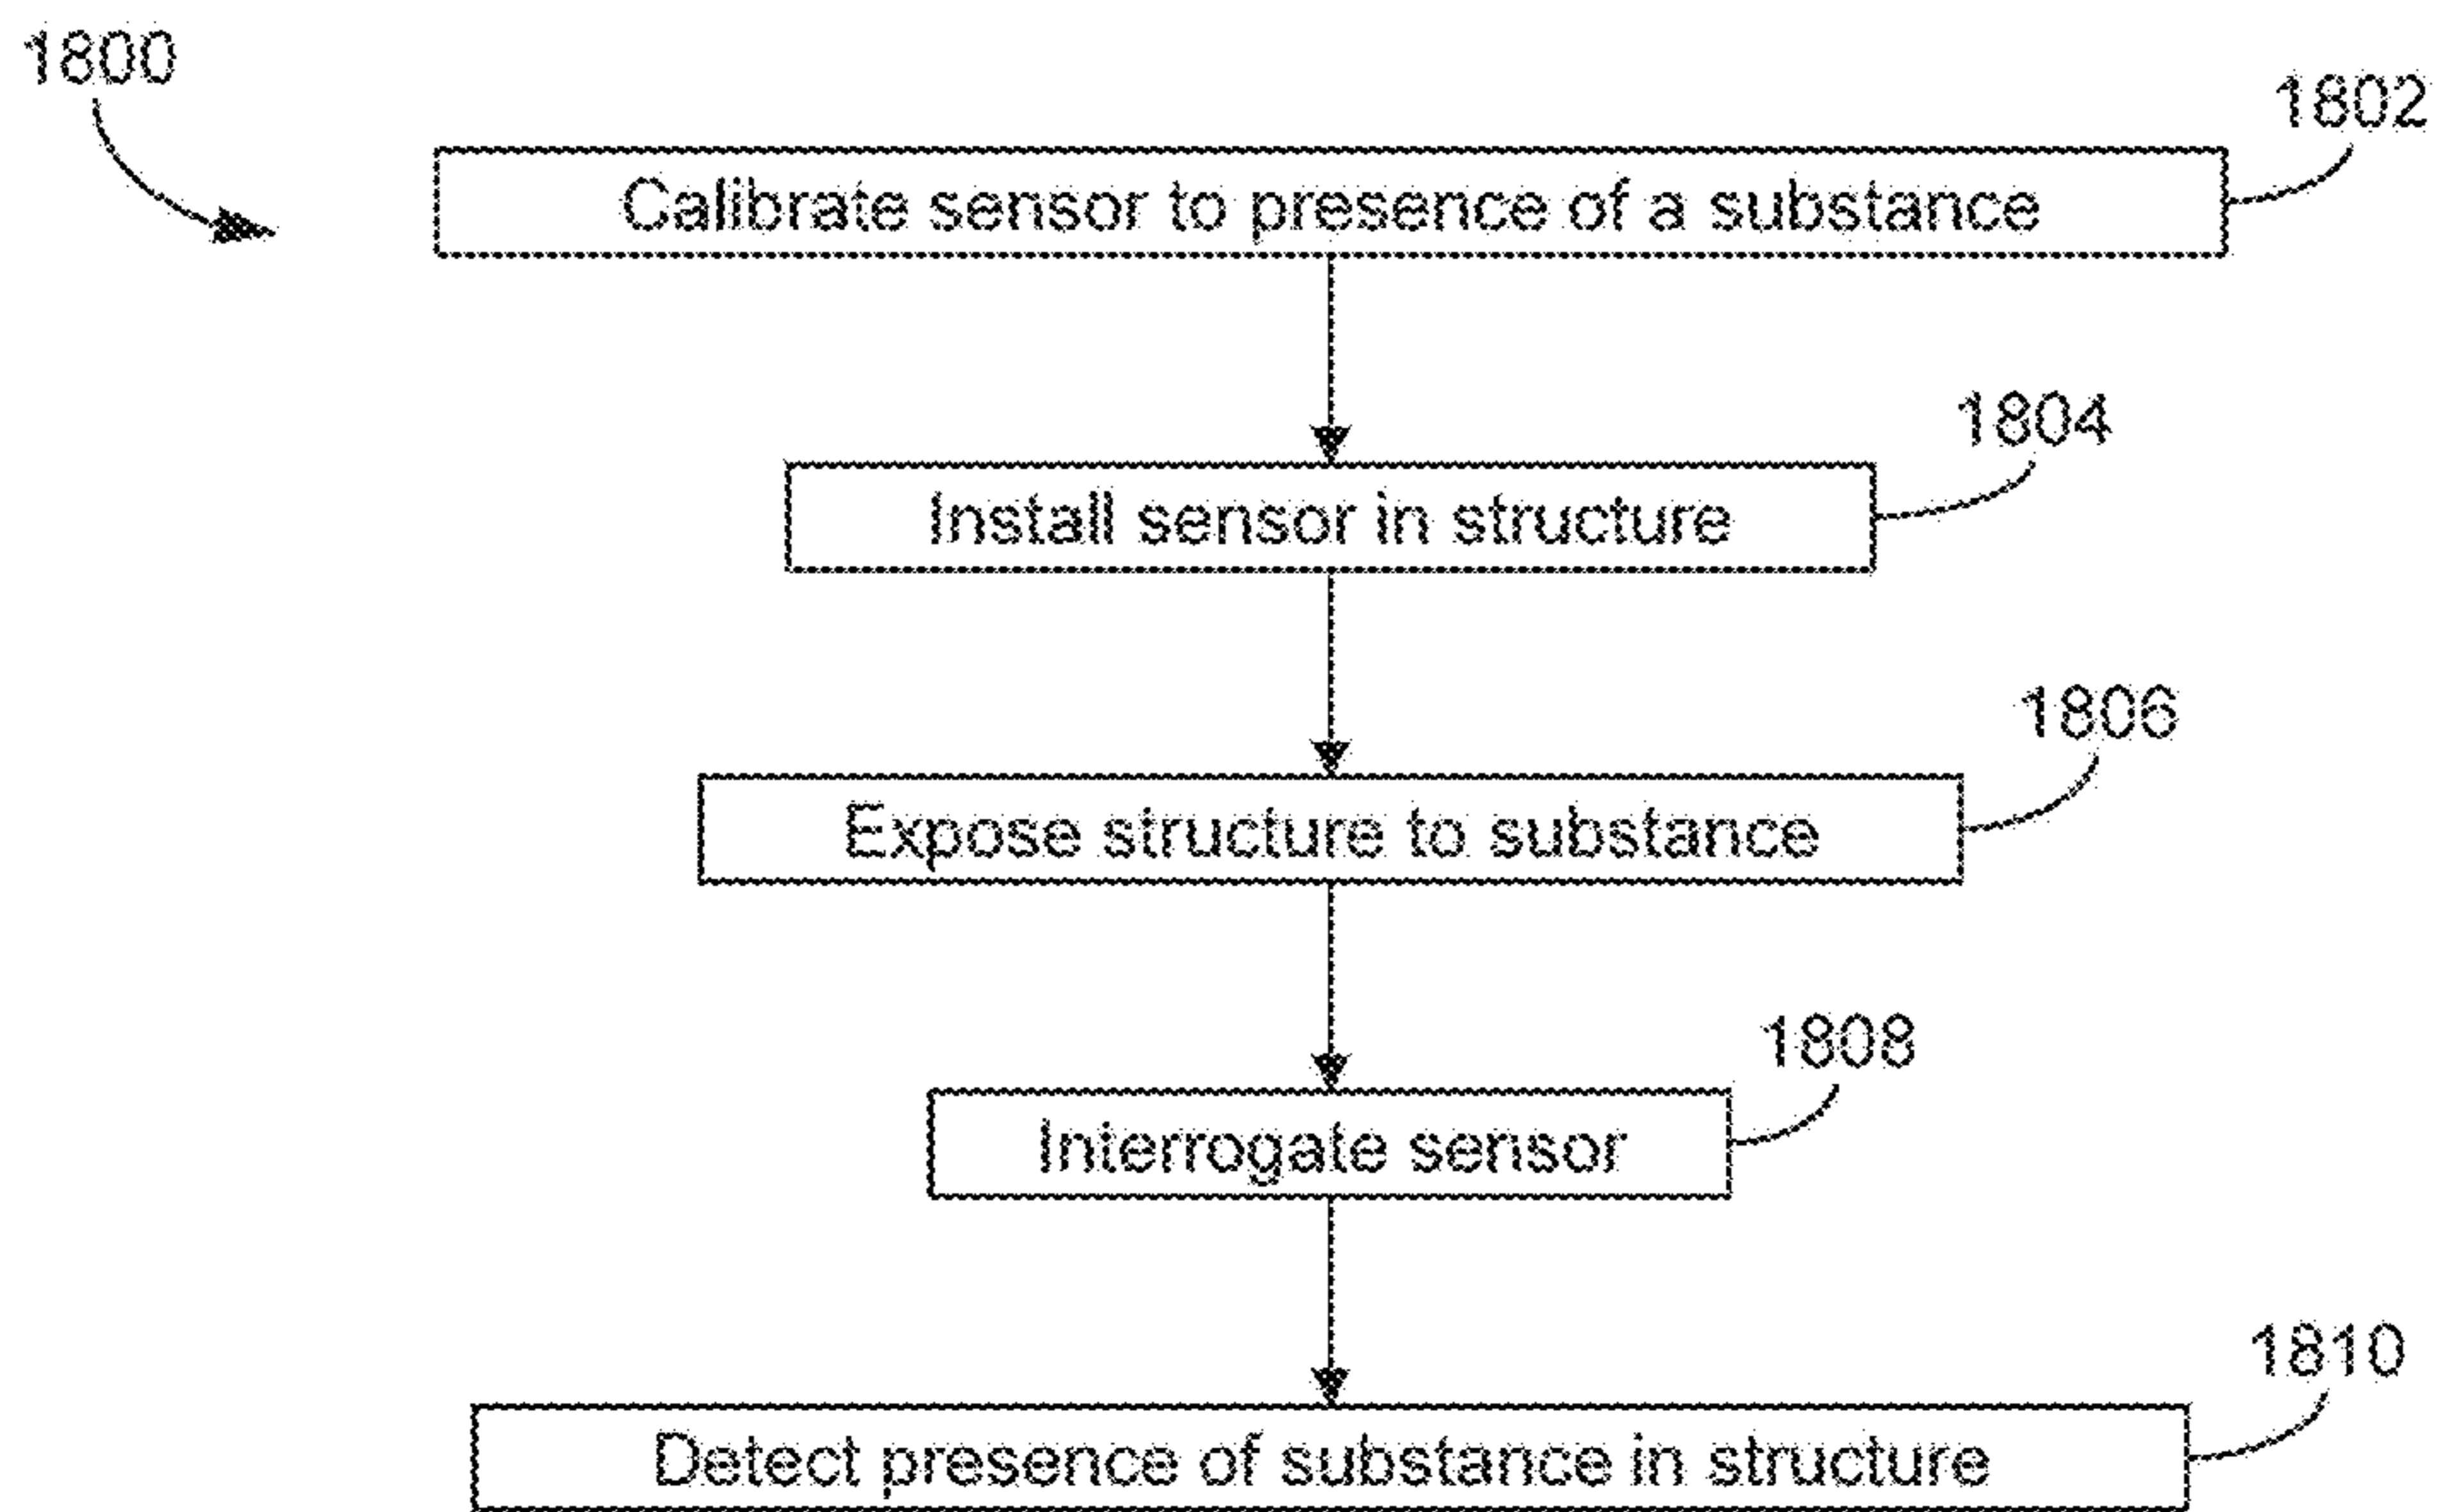 1800
1802
Calibrate sensor to presence of a substance
1804
Install sensor in structure
1806
Expose structure to substance
1808
Interrogate sensor
1810
Detect presence of substance in structure